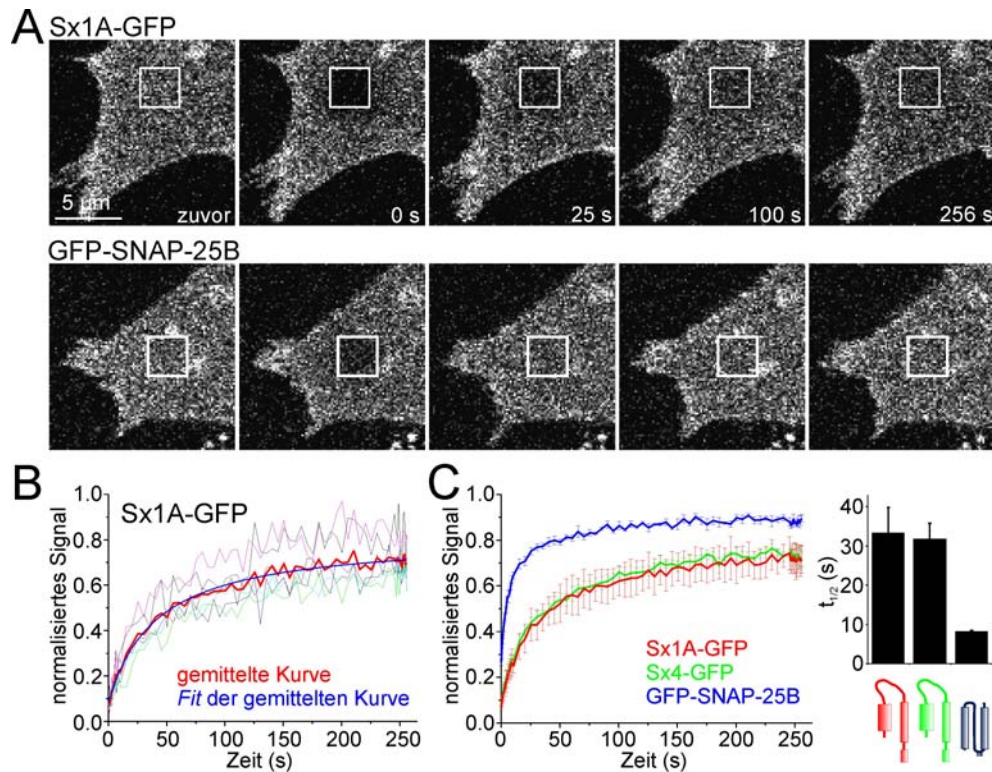 A
Sx1A-GFP
5 µm
zuvor
0 s
25 s
100 s
256 s
GFP-SNAP-25B
B
Sx1A-GFP
normalisiertes Signal
1.0
0.8
0.6
0.4
0.2
0.0
0 50 100 150 200 250
Zeit (s)
gemittelte Kurve
Fit der gemittelten Kurve
C
normalisiertes Signal
1.0
0.8
0.6
0.4
0.2
0.0
0 50 100 150 200 250
Zeit (s)
Sx1A-GFP
Sx4-GFP
GFP-SNAP-25B
t1/2 (s)
40
30
20
10
0